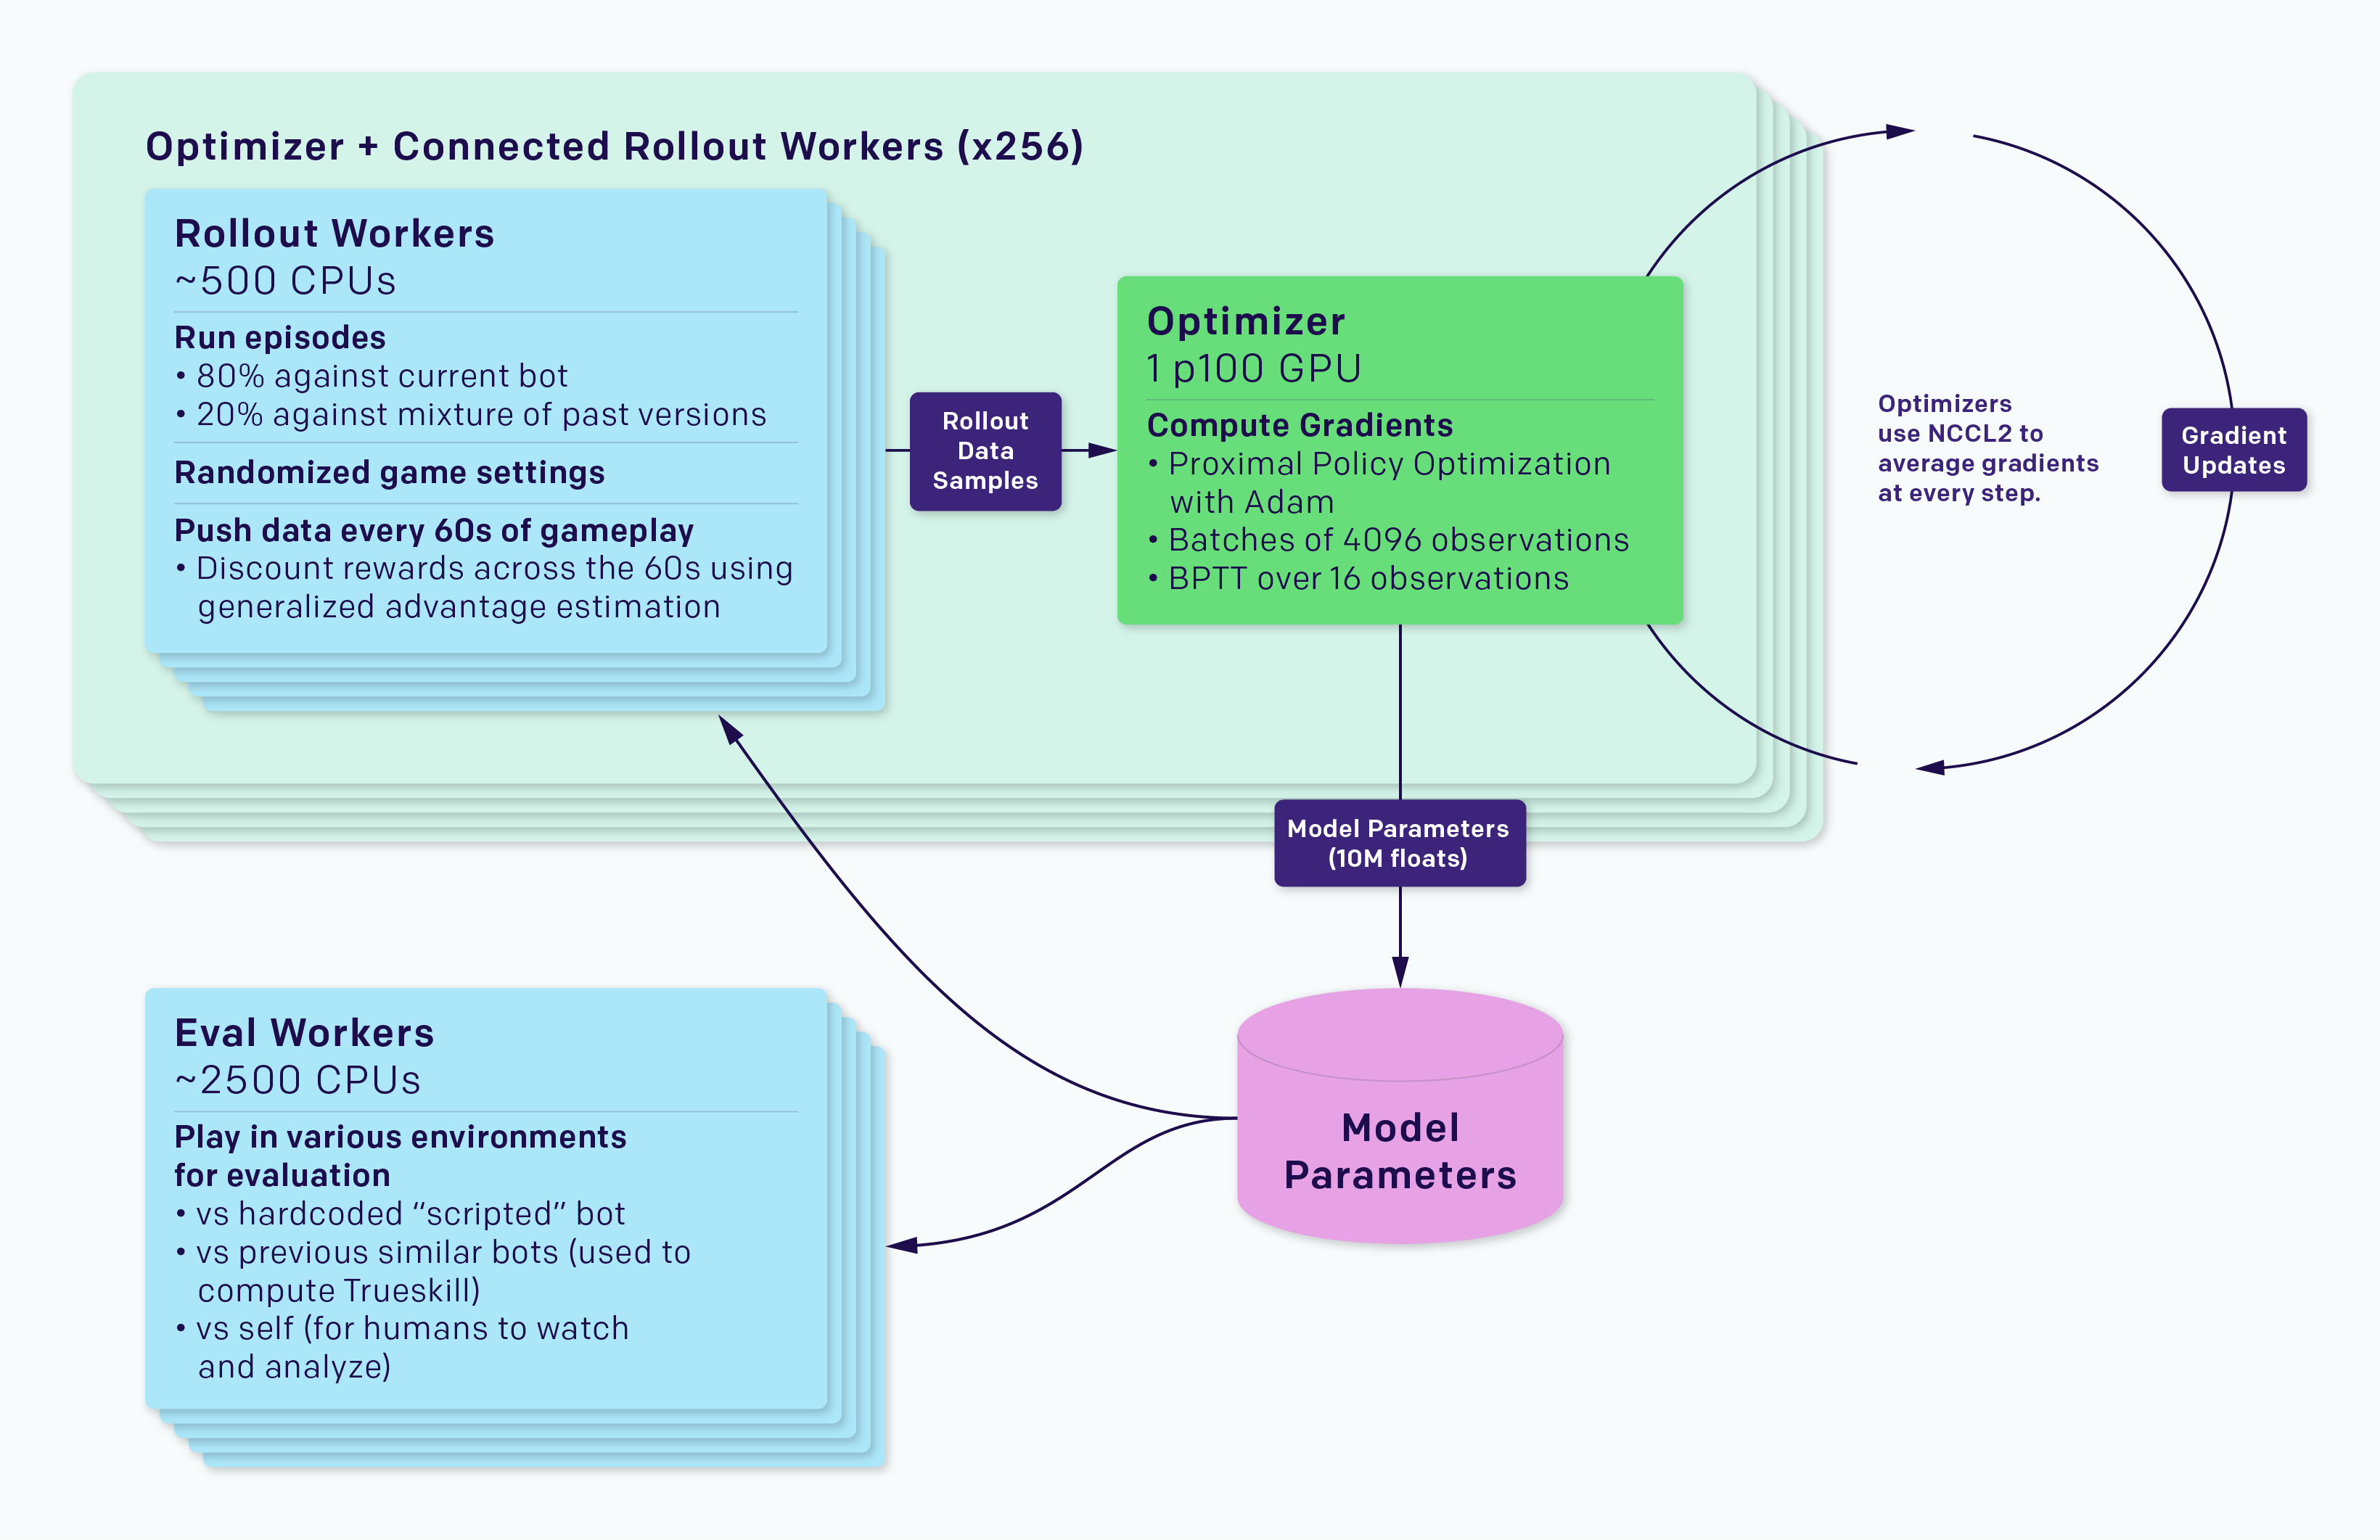 Optimizer + Connected Rollout Workers (x256)
Rollout Workers
~500 CPUs
Run episodes
• 80% against current bot
• 20% against mixture of past versions
Randomized game settings
Push data every 60s of gameplay
• Discount rewards across the 60s using
generalized advantage estimation
Rollout
Data
Samples
Optimizer
1 p100 GPU
Compute Gradients
• Proximal Policy Optimization
with Adam
• Batches of 4096 observations
• BPTT over 16 observations
Optimizers
use NCCL2 to
average gradients
at every step.
Gradient
Updates
Model Parameters
(10M floats)
Eval Workers
~2500 CPUs
Play in various environments
for evaluation
• vs hardcoded “scripted” bot
• vs previous similar bots (used to
compute Trueskill)
• vs self (for humans to watch
and analyze)
Model
Parameters